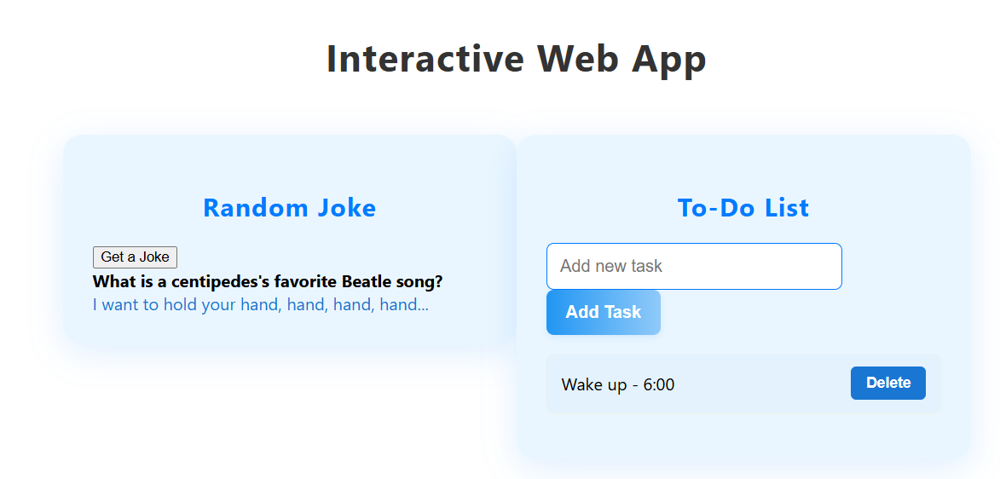 Interactive Web App
Random Joke
Get a Joke
What is a centipedes's favorite Beatle song?
I want to hold your hand, hand, hand, hand...
To-Do List
Add new task
Add Task
Wake up - 6:00
Delete